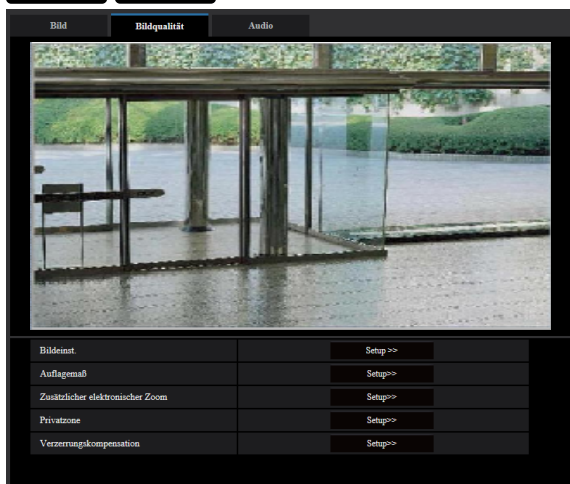 Bild Bildqualität Audio
Bildeinst. Setup >>
Auflagemaß Setup>>
Zusätzlicher elektronischer Zoom Setup>>
Privatzone Setup>>
Verzerrungskompensation Setup>>